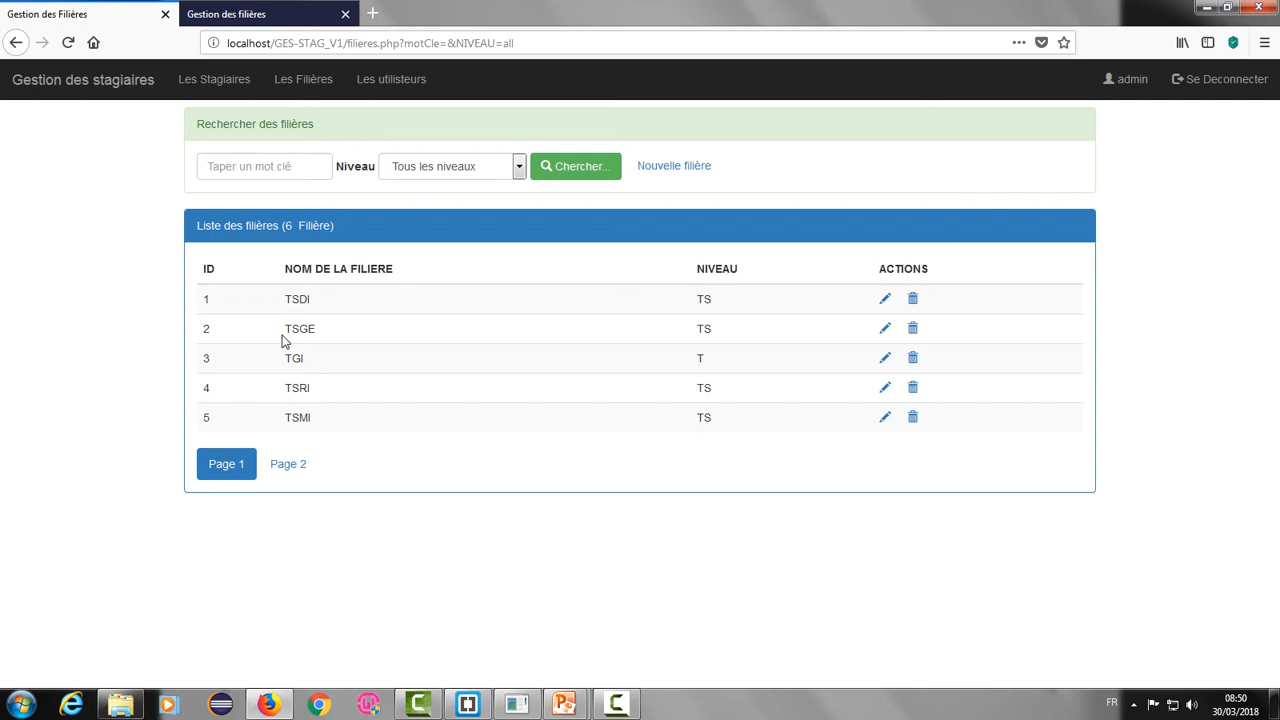 Gestion des Filières
Gestion des filières
localhost/GES-STAG_V1/filieres.php?motCle=&NIVEAU=all
Gestion des stagiaires Les Stagiaires Les Filières Les utilisteurs admin Se Deconnecter
Rechercher des filières
Taper un mot clé Niveau Tous les niveaux Chercher... Nouvelle filière
Liste des filières (6 Filière)
ID NOM DE LA FILIERE NIVEAU ACTIONS
1 TSDI TS
2 TSGE TS
3 TGI T
4 TSRI TS
5 TSMI TS
Page 1 Page 2
FR 08:50
30/03/2018